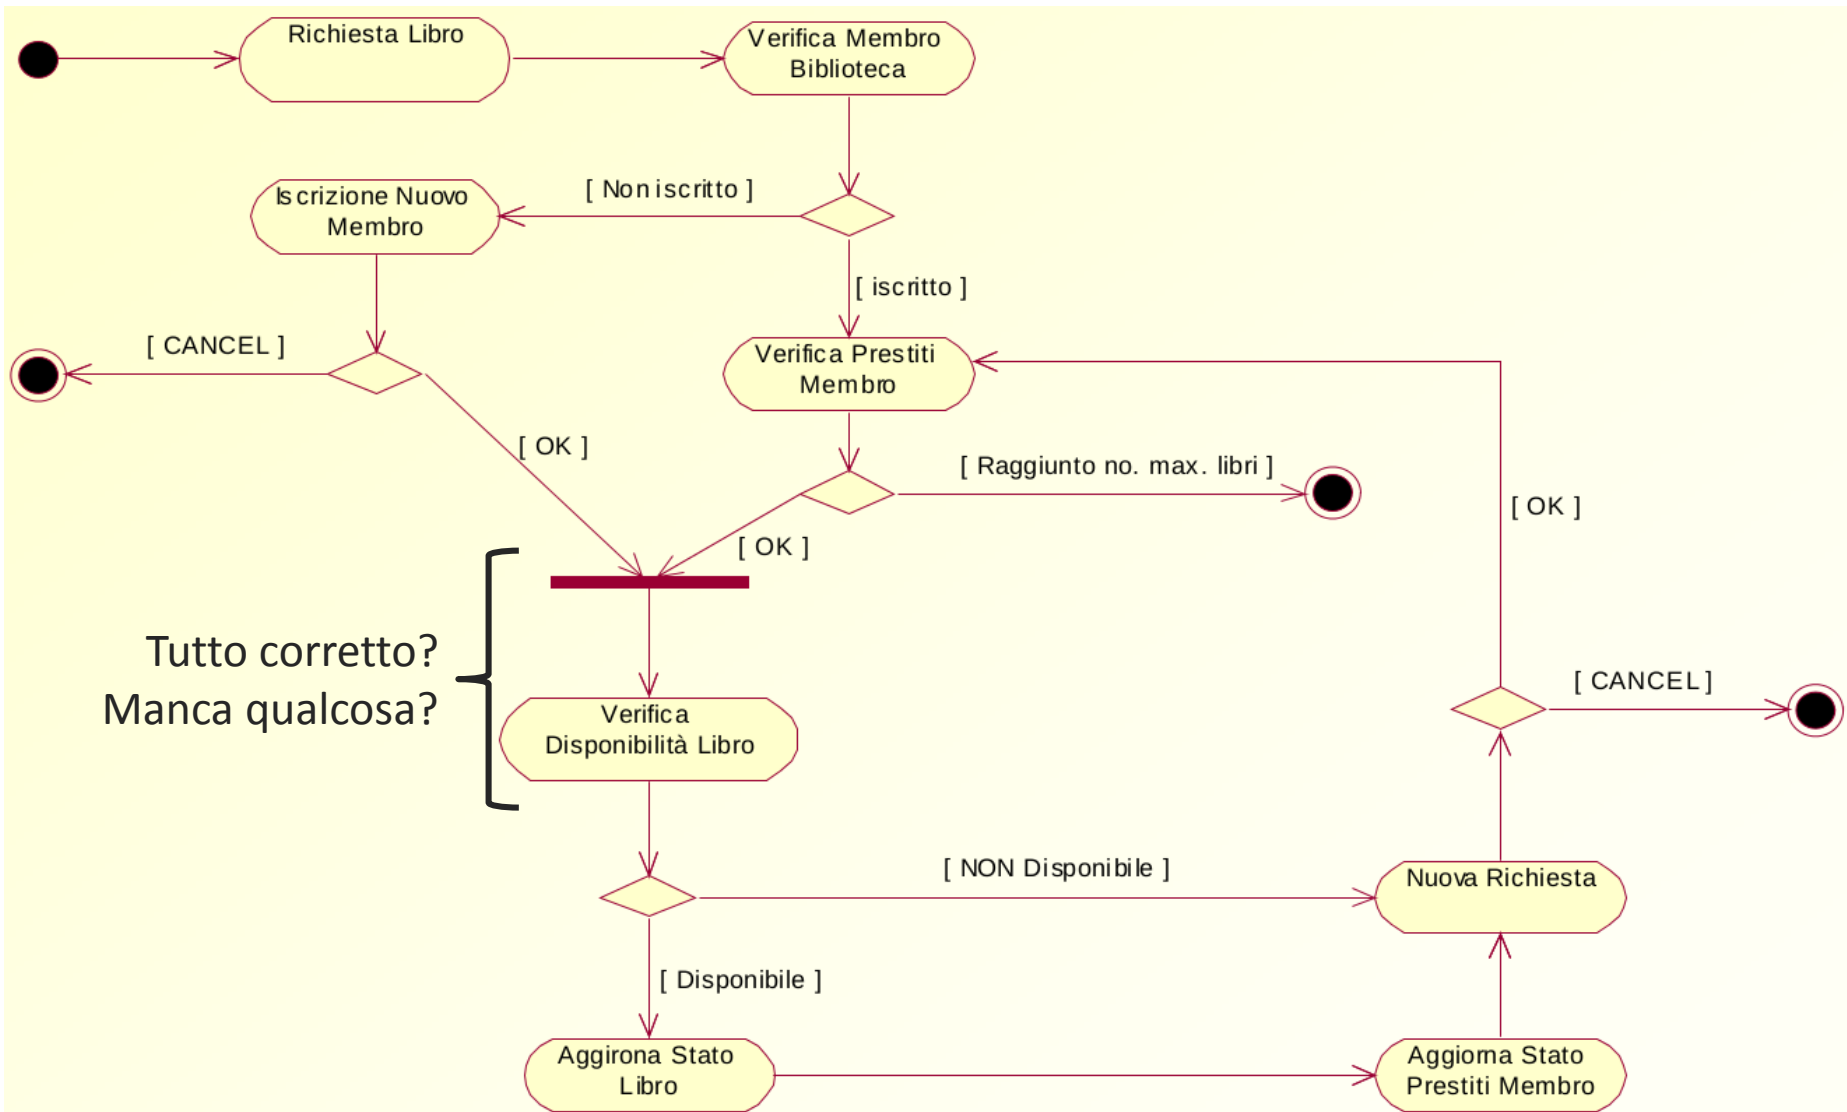 Richiesta Libro
Verifica Membro
Biblioteca
[ Non iscritto ]
Iscrizione Nuovo
Membro
[ iscritto ]
[ CANCEL ]
Verifica Prestiti
Membro
[ OK ]
[ Raggiunto no. max. libri ]
[ OK ]
[ OK ]
Tutto corretto?
Manca qualcosa?
Verifica
Disponibilità Libro
[ CANCEL ]
[ NON Disponibile ]
Nuova Richiesta
[ Disponibile ]
Aggirona Stato
Libro
Aggiorna Stato
Prestiti Membro